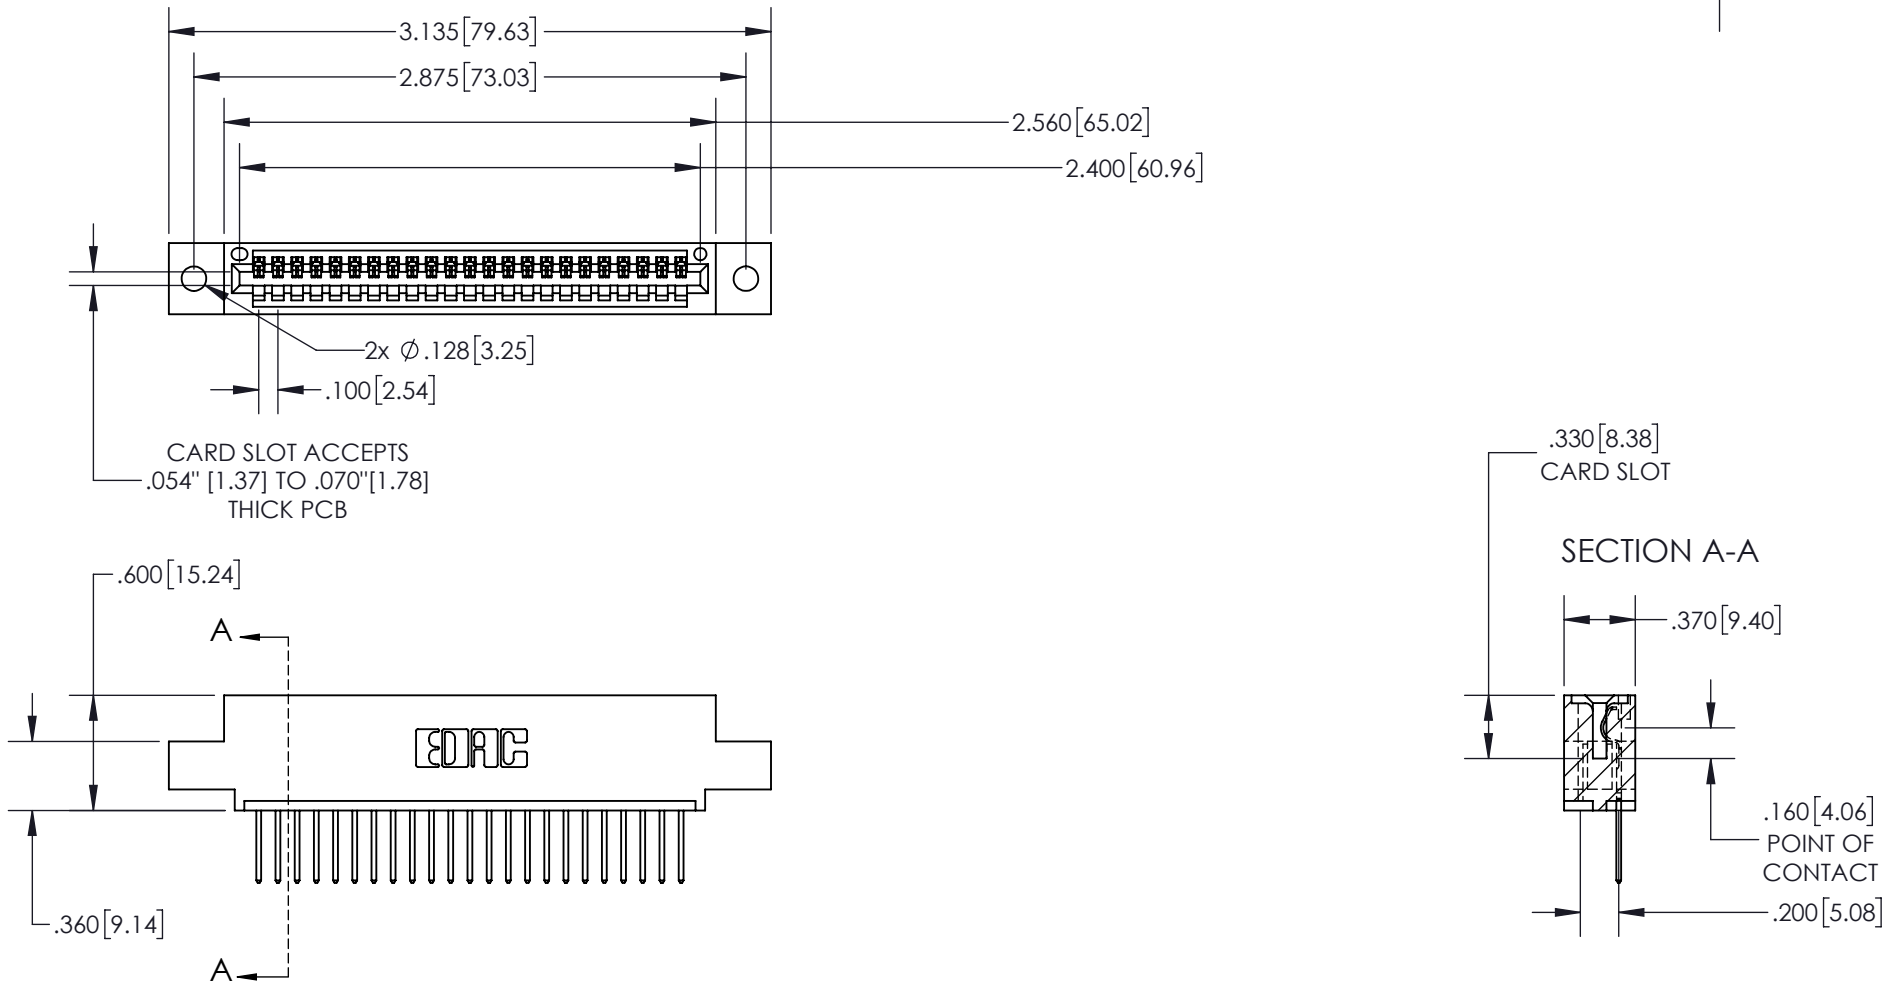 3.135[79.63]
2.875[73.03]
2.560[65.02]
2.400[60.96]
2x Ø.128[3.25]
.100[2.54]
CARD SLOT ACCEPTS
.054" [1.37] TO .070"[1.78]
THICK PCB
.330[8.38]
CARD SLOT
SECTION A-A
.600[15.24]
A
.370[9.40]
EDAC
.160[4.06]
POINT OF
CONTACT
.200[5.08]
.360[9.14]
A